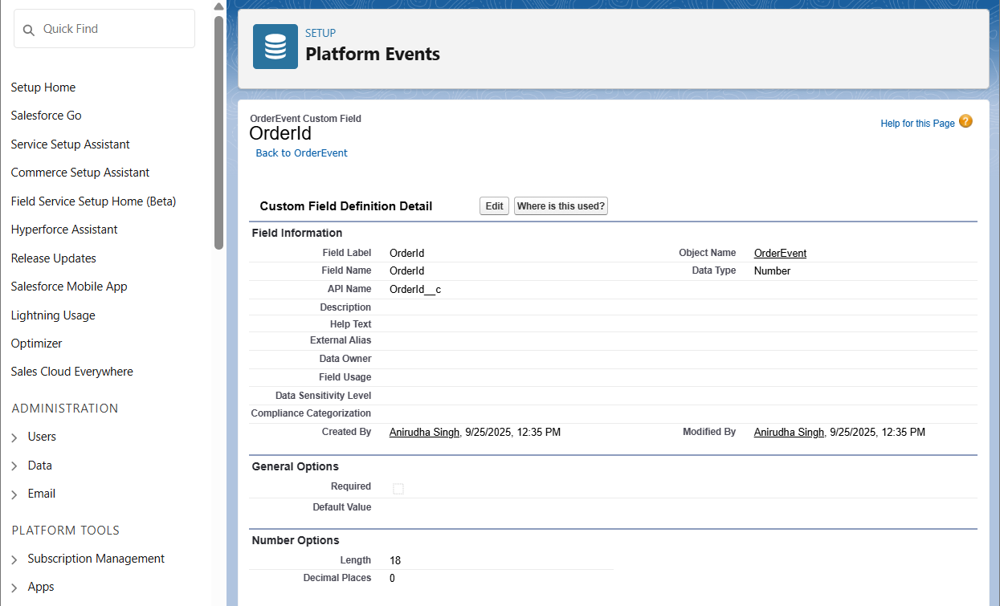 Quick Find
Setup Home
Salesforce Go
Service Setup Assistant
Commerce Setup Assistant
Field Service Setup Home (Beta)
Hyperforce Assistant
Release Updates
Salesforce Mobile App
Lightning Usage
Optimizer
Sales Cloud Everywhere
ADMINISTRATION
Users
Data
Email
PLATFORM TOOLS
Subscription Management
Apps
SETUP
Platform Events
OrderEvent Custom Field
OrderId
Back to OrderEvent
Help for this Page ?
Custom Field Definition Detail Edit Where is this used?
Field Information
Field Label OrderId Object Name OrderEvent
Field Name OrderId Data Type Number
API Name OrderId__c
Description
Help Text
External Alias
Data Owner
Field Usage
Data Sensitivity Level
Compliance Categorization
Created By Anirudha Singh, 9/25/2025, 12:35 PM Modified By Anirudha Singh, 9/25/2025, 12:35 PM
General Options
Required
Default Value
Number Options
Length 18
Decimal Places 0